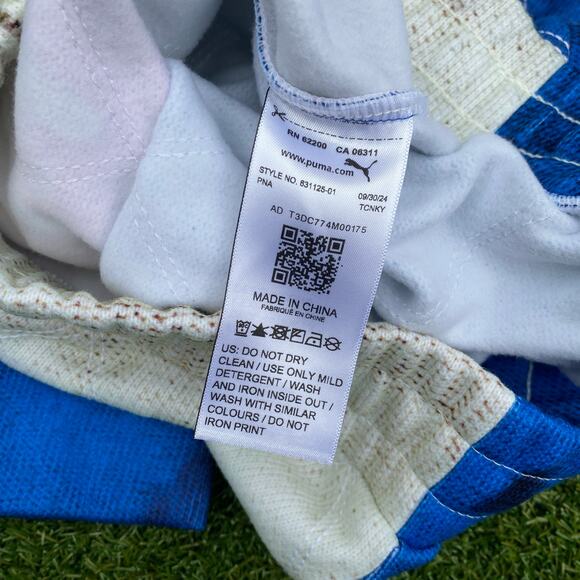 RN 62200 CA 06311
www.puma.com
STYLE NO. 831125-01 09/30/24
PNA TCNKY
AD T3DC774M00175
MADE IN CHINA
FABRIQUÉ EN CHINE
US: DO NOT DRY
CLEAN / USE ONLY MILD
DETERGENT / WASH
AND IRON INSIDE OUT /
WASH WITH SIMILAR
COLOURS / DO NOT
IRON PRINT